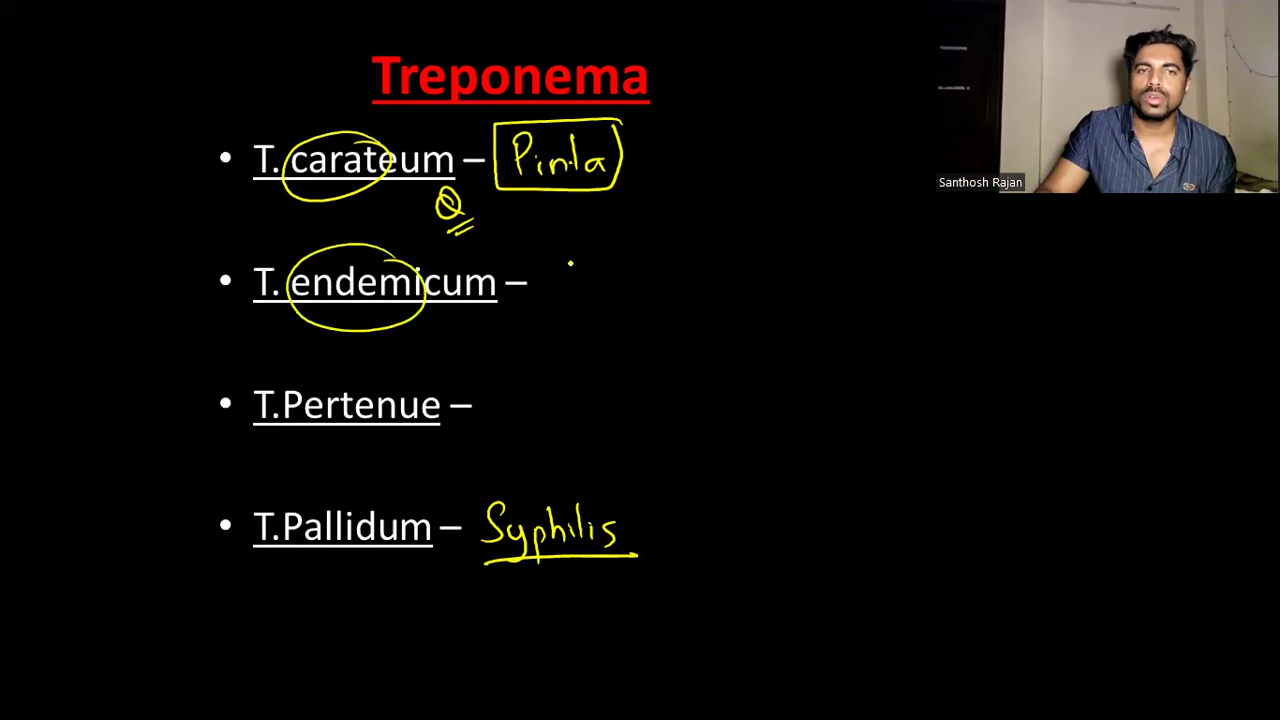 Treponema
• T. carateum – Pinta
Q
• T. endemicum –
• T.Pertenue –
• T.Pallidum – Syphilis
Santhosh Rajan